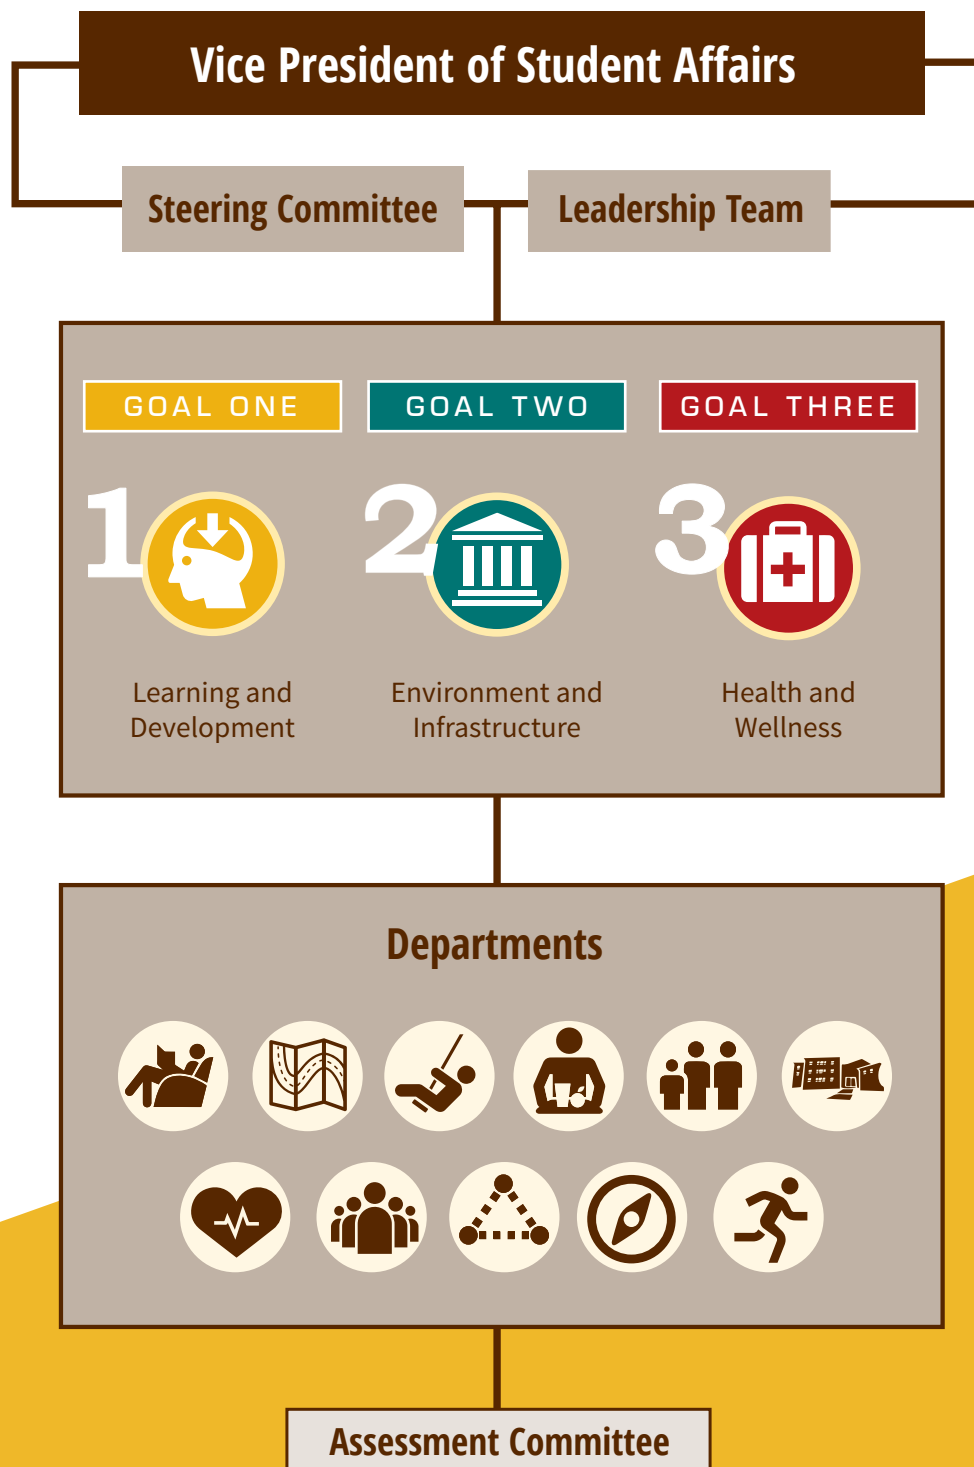 Vice President of Student Affairs
Steering Committee
Leadership Team
GOAL ONE
GOAL TWO
GOAL THREE
1
2
3
Learning and
Development
Environment and
Infrastructure
Health and
Wellness
Departments
Assessment Committee